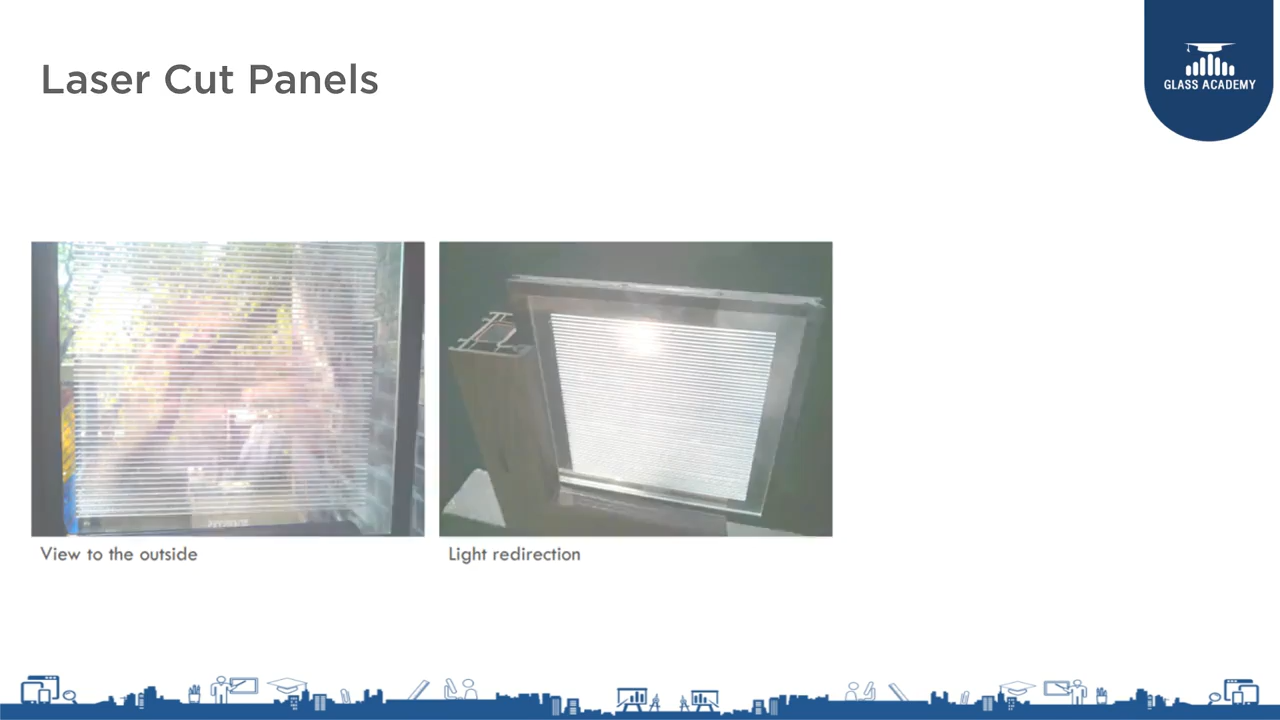 Laser Cut Panels
GLASS ACADEMY
View to the outside
Light redirection